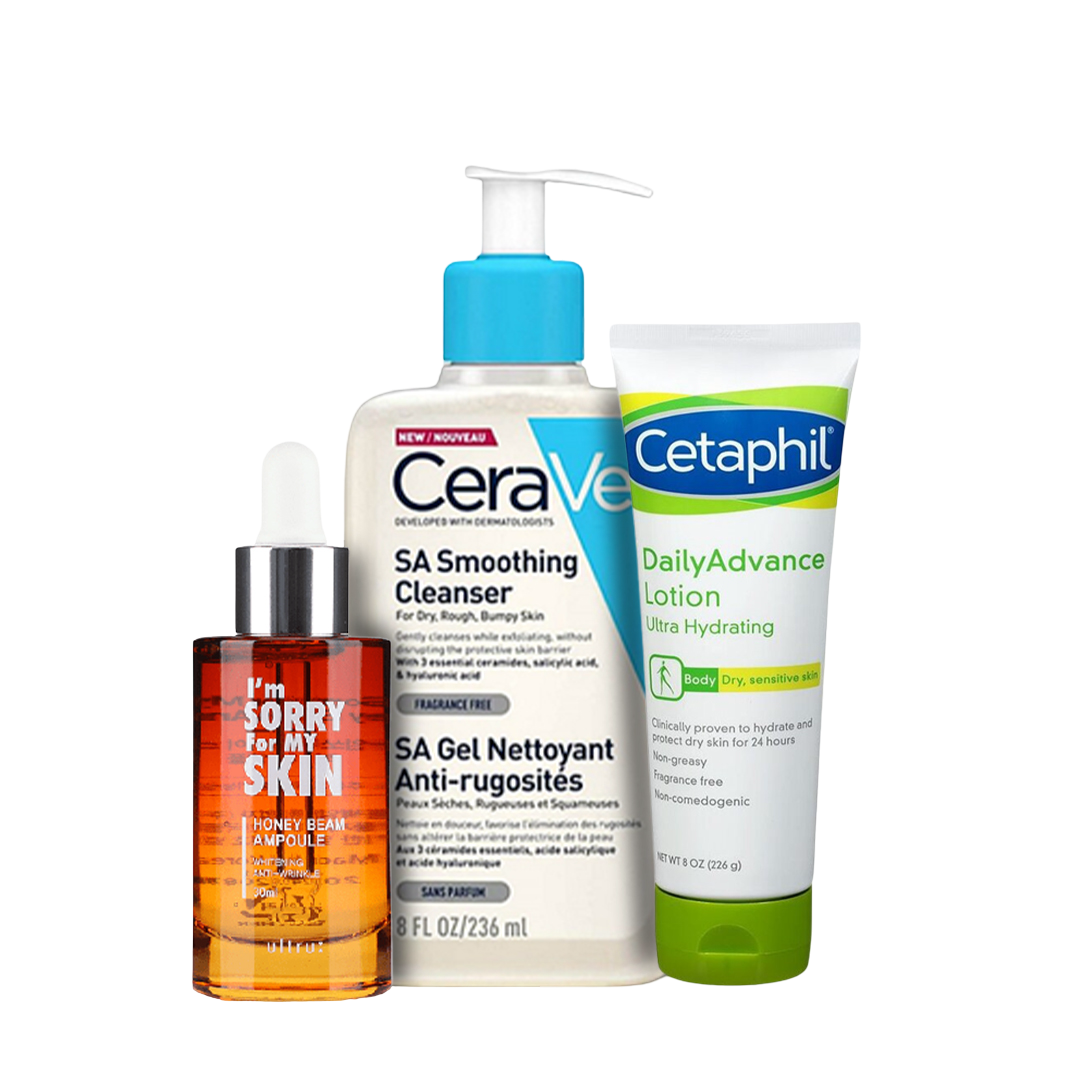 I'm
SORRY
For MY
SKIN
HONEY BEAM
AMPOULE
WHITENING
ANTI-WRINKLE
30ml
ultru:
NEW / NOUVEAU
CeraVe
DEVELOPED WITH DERMATOLOGISTS
SA Smoothing
Cleanser
For Dry, Rough, Bumpy Skin
Gently cleanses while exfoliating, without
disrupting the protective skin barrier
With 3 essential ceramides, salicylic acid,
& hyaluronic acid
FRAGRANCE FREE
SA Gel Nettoyant
Anti-rugosités
Peaux Sèches, Rugueuses et Squameuses
Nettoie en douceur, favorise l'élimination des rugosités
sans altérer la barrière protectrice de la peau
Aux 3 céramides essentiels, acide salicylique
et acide hyaluronique
SANS PARFUM
8 FL OZ/236 ml
Cetaphil®
DailyAdvance
Lotion
Ultra Hydrating
Body Dry, sensitive skin
Clinically proven to hydrate and
protect dry skin for 24 hours
Non-greasy
Fragrance free
Non-comedogenic
NET WT 8 OZ (226 g)